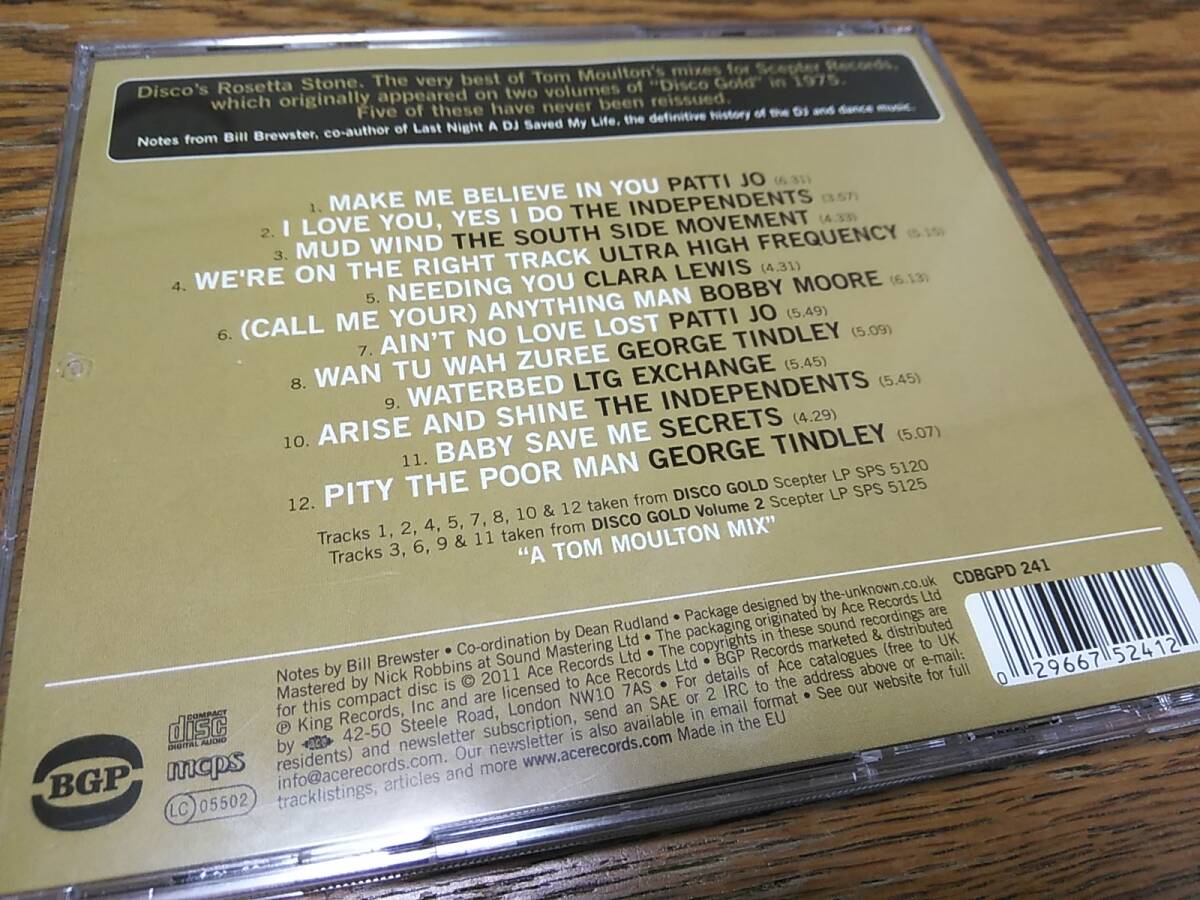 Disco's Rosetta Stone. The very best of Tom Moulton's mixes for Scepter Records,
which originally appeared on two volumes of "Disco Gold" in 1975.
Five of these have never been reissued.
Notes from Bill Brewster, co-author of Last Night A DJ Saved My Life, the definitive history of the DJ and dance music.
1. MAKE ME BELIEVE IN YOU PATTI JO (6.31)
2. I LOVE YOU, YES I DO THE INDEPENDENTS (3.57)
3. MUD WIND THE SOUTH SIDE MOVEMENT (4.33)
4. WE'RE ON THE RIGHT TRACK ULTRA HIGH FREQUENCY (5.15)
5. NEEDING YOU CLARA LEWIS (4.31)
6. (CALL ME YOUR) ANYTHING MAN BOBBY MOORE (6.13)
7. AIN'T NO LOVE LOST PATTI JO (5.49)
8. WAN TU WAH ZUREE GEORGE TINDLEY (5.09)
9. WATERBED LTG EXCHANGE (5.45)
10. ARISE AND SHINE THE INDEPENDENTS (5.45)
11. BABY SAVE ME SECRETS (4.29)
12. PITY THE POOR MAN GEORGE TINDLEY (5.07)
Tracks 1, 2, 4, 5, 7, 8, 10 & 12 taken from DISCO GOLD Scepter LP SPS 5120
Tracks 3, 6, 9 & 11 taken from DISCO GOLD Volume 2 Scepter LP SPS 5125
"A TOM MOULTON MIX"
Notes by Bill Brewster • Co-ordination by Dean Rudland • Package designed by the-unknown.co.uk
Mastered by Nick Robbins at Sound Mastering Ltd • The packaging originated by Ace Records Ltd
for this compact disc is © 2011 Ace Records Ltd • The copyrights in these sound recordings are
℗ King Records, Inc and are licensed to Ace Records Ltd • BGP Records marketed & distributed
by ACE 42-50 Steele Road, London NW10 7AS • For details of Ace catalogues (free to UK
residents) and newsletter subscription, send an SAE or 2 IRC to the address above or e-mail:
info@acerecords.com. Our newsletter is also available in email format • See our website for full
tracklistings, articles and more www.acerecords.com Made in the EU
CDBGPD 241
0 29667 52412
BGP
COMPACT
disc
DIGITAL AUDIO
mcps
LC 05502